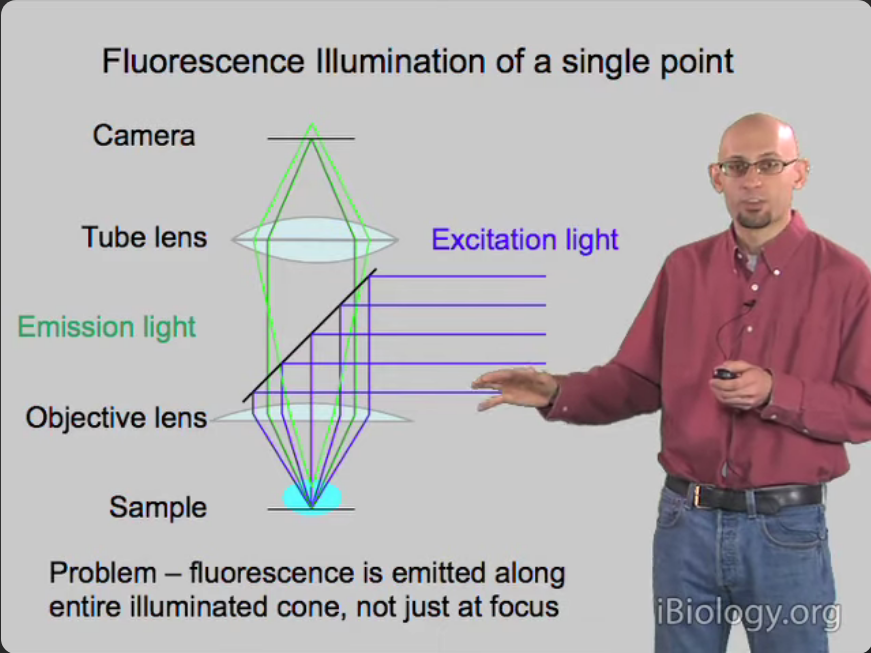 Fluorescence Illumination of a single point
Camera
Tube lens
Excitation light
Emission light
Objective lens
Sample
Problem – fluorescence is emitted along
entire illuminated cone, not just at focus
iBiology.org